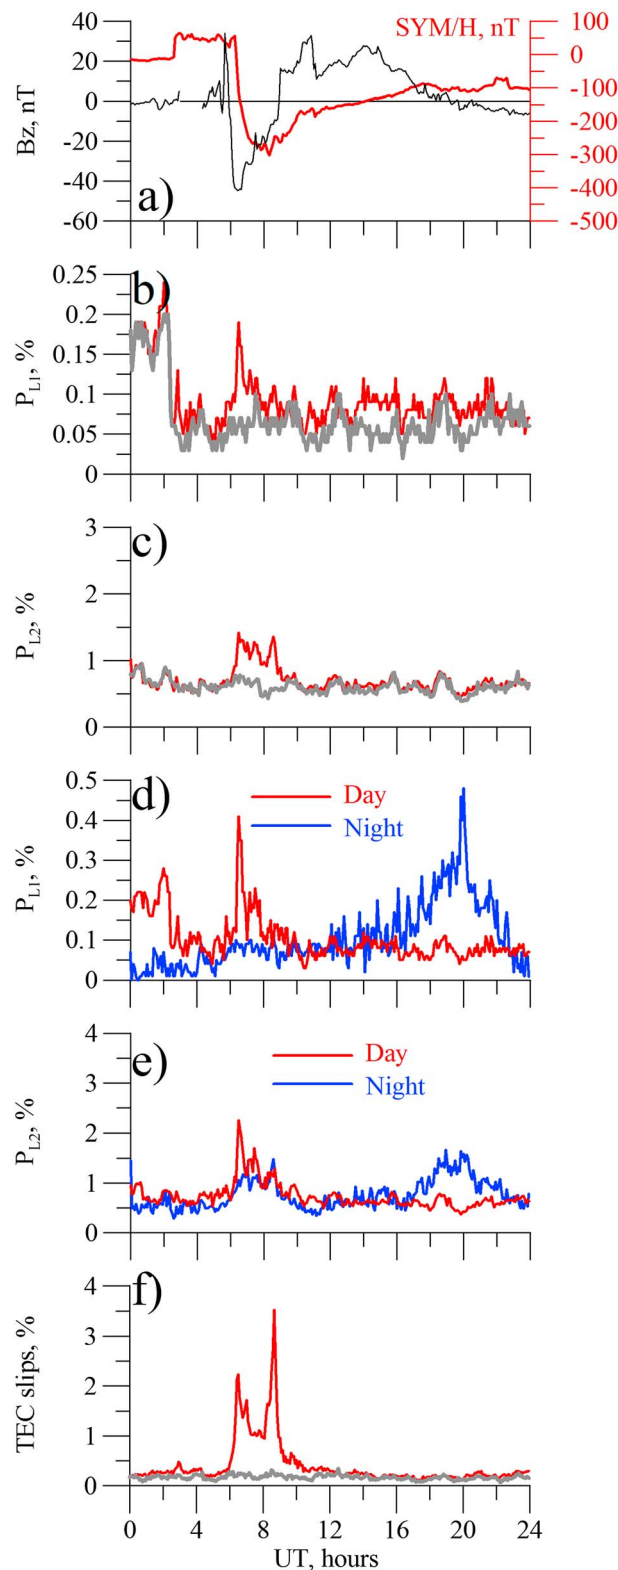 SYM/H, nT
40
20
0
-20
-40
-60
Bz, nT
100
0
-100
-200
-300
-400
-500
a)
b)
0.25
0.2
0.15
0.1
0.05
0
P_L1, %
c)
3
2
1
0
P_L2, %
d)
Day
Night
0.5
0.4
0.3
0.2
0.1
0
P_L1, %
e)
Day
Night
4
3
2
1
0
P_L2, %
f)
4
3
2
1
0
TEC slips, %
0 4 8 12 16 20 24
UT, hours